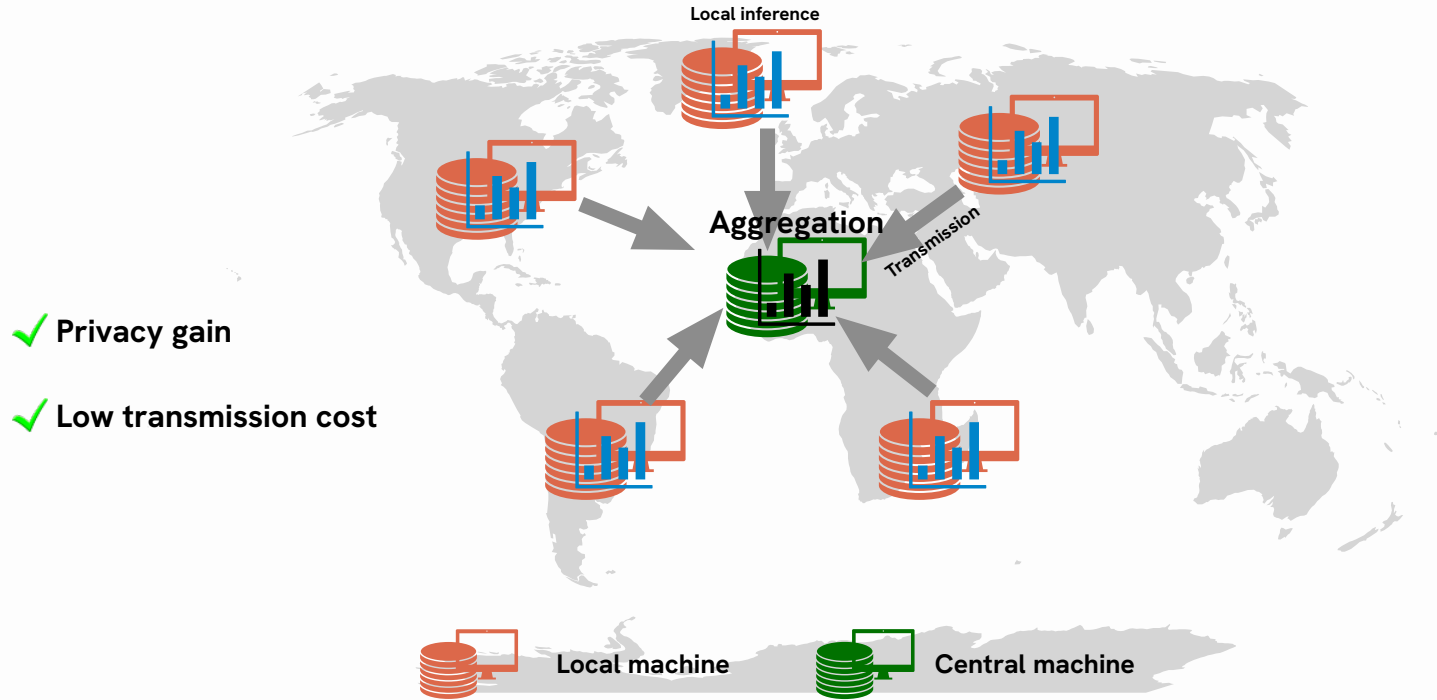 Local inference
Aggregation
Transmission
Privacy gain
Low transmission cost
Local machine
Central machine